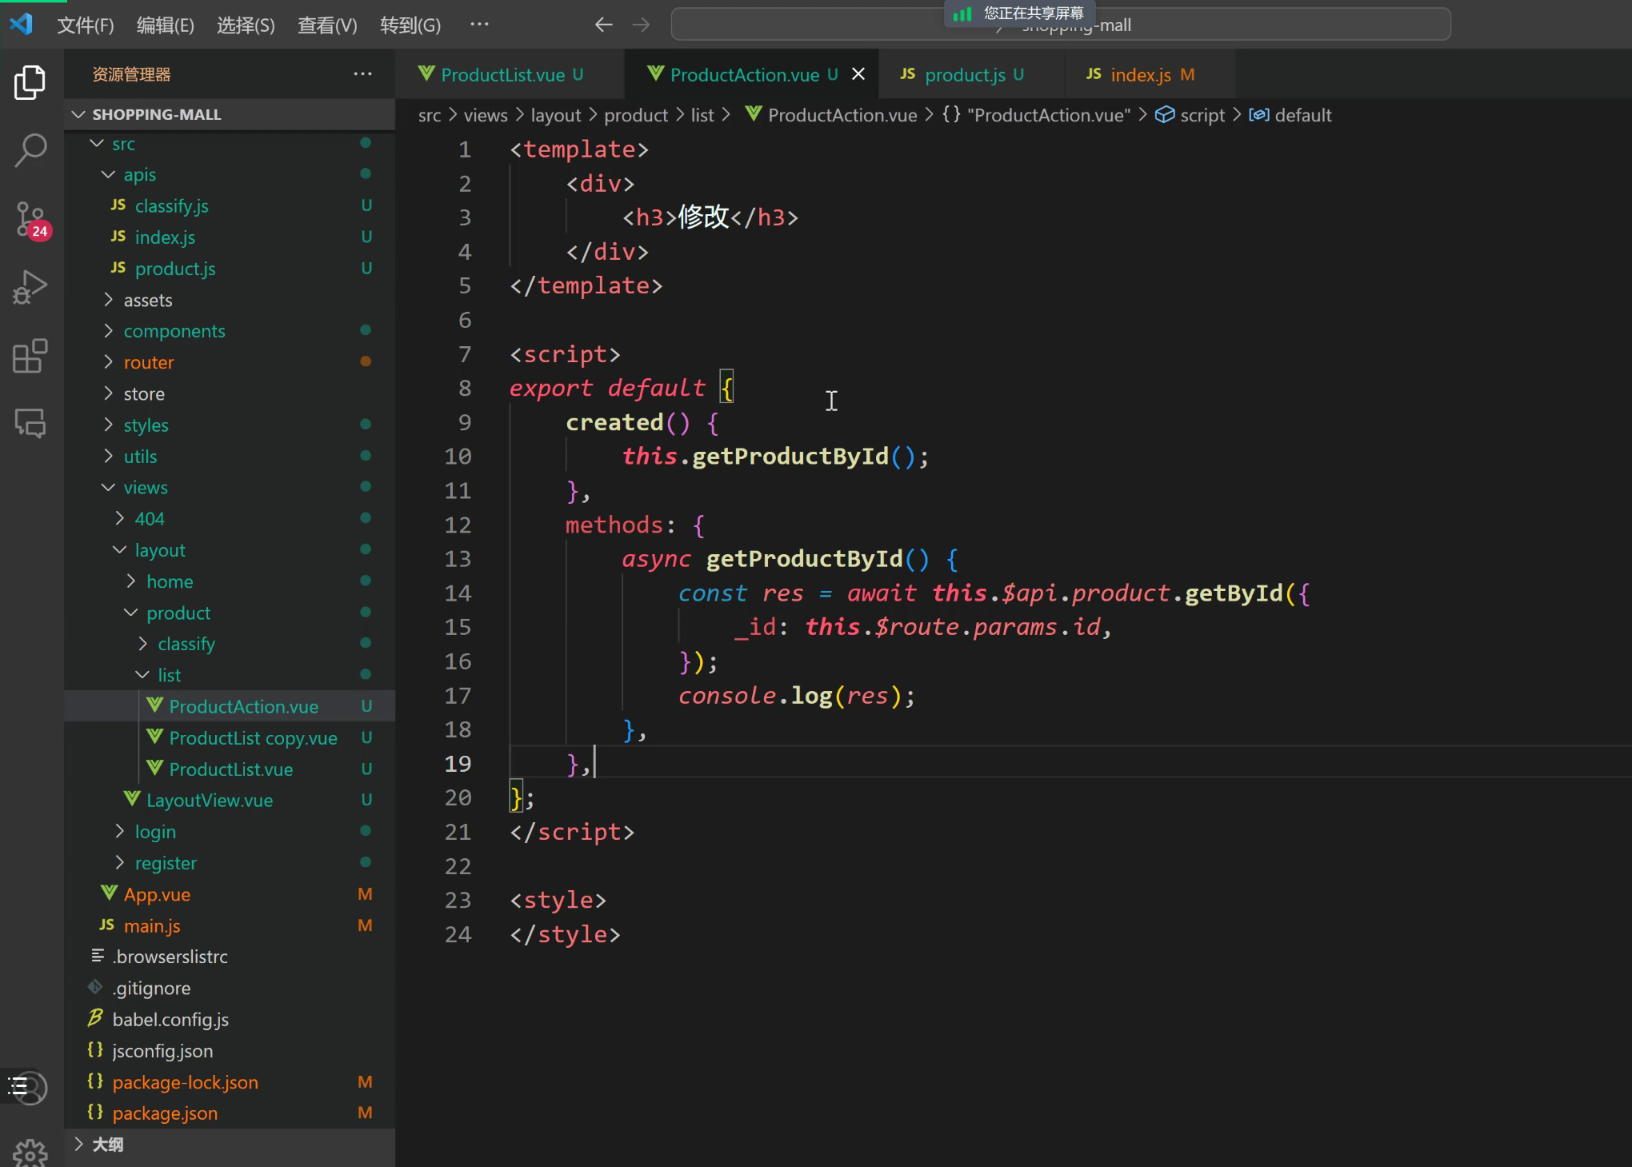 文件(F) 编辑(E) 选择(S) 查看(V) 转到(G) ···
您正在共享屏幕
shopping-mall
资源管理器 ···
SHOPPING-MALL
src
apis
JS classify.js U
JS index.js U
JS product.js U
assets
components
router
store
styles
utils
views
404
layout
home
product
classify
list
ProductAction.vue U
ProductList copy.vue U
ProductList.vue U
LayoutView.vue U
login
register
App.vue M
JS main.js M
.browserslistrc
.gitignore
babel.config.js
{} jsconfig.json
{} package-lock.json M
{} package.json M
大纲
24
ProductList.vue U
ProductAction.vue U
JS product.js U
JS index.js M
src > views > layout > product > list > ProductAction.vue > {} "ProductAction.vue" > script > default
1 <template>
2 <div>
3 <h3>修改</h3>
4 </div>
5 </template>
6
7 <script>
8 export default {
9 created() {
10 this.getProductById();
11 },
12 methods: {
13 async getProductById() {
14 const res = await this.$api.product.getById({
15 _id: this.$route.params.id,
16 });
17 console.log(res);
18 },
19 },
20 };
21 </script>
22
23 <style>
24 </style>